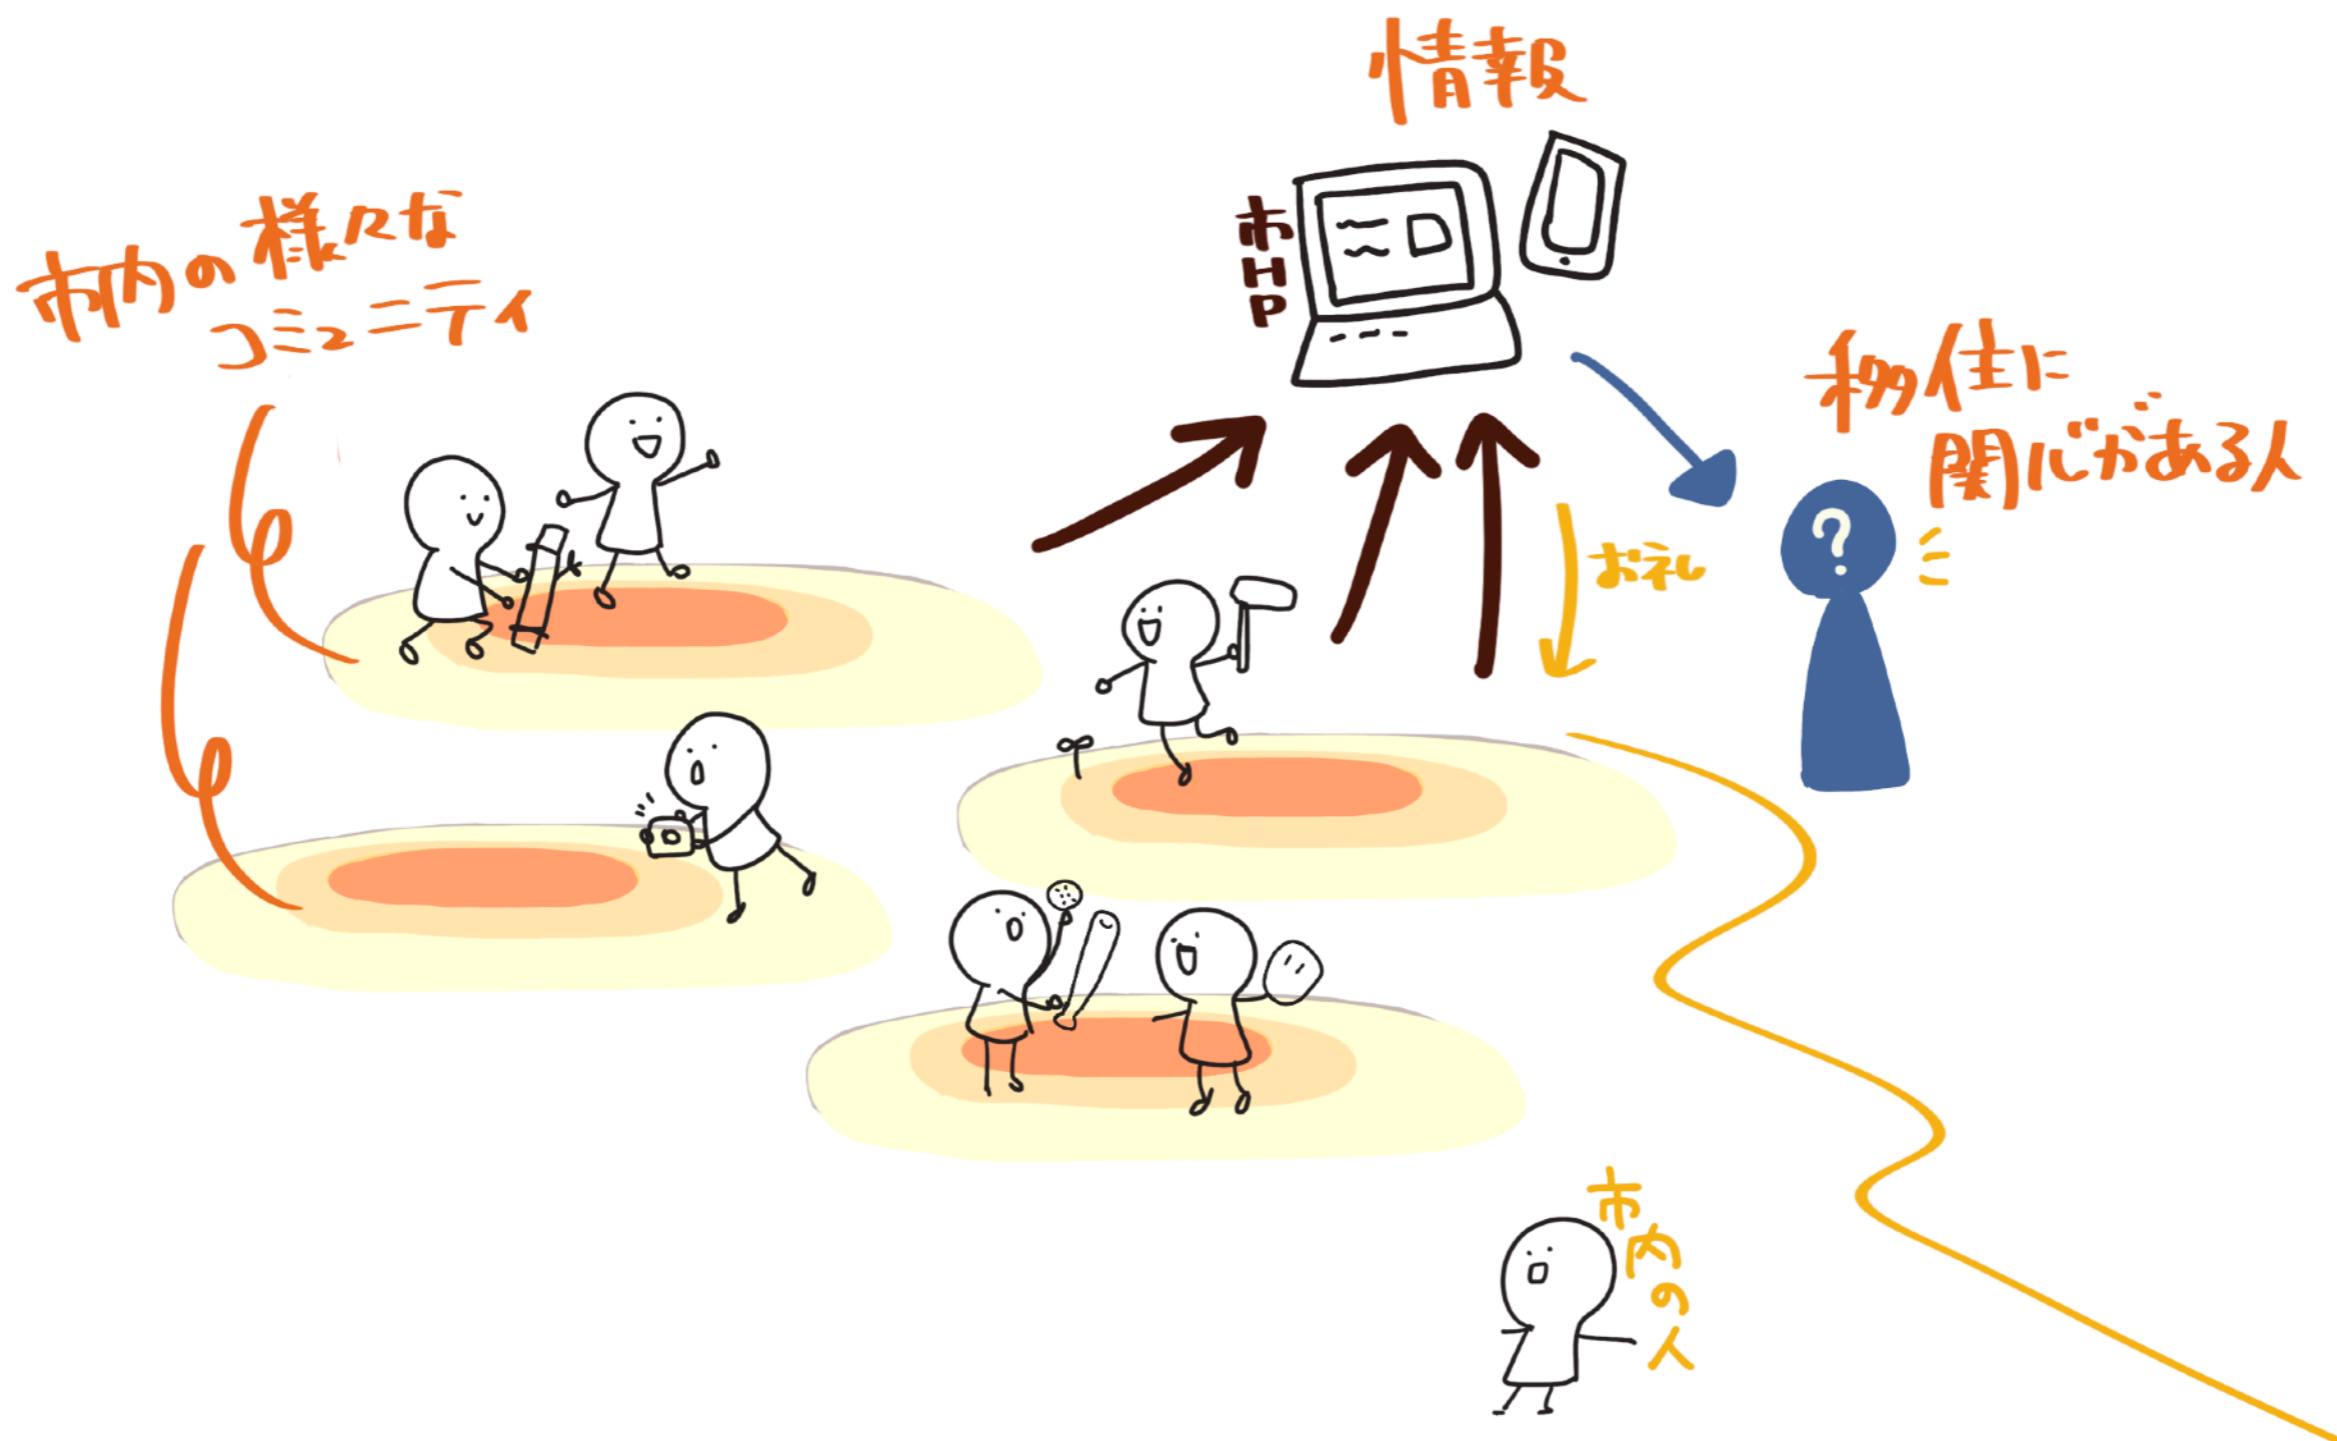 情報
市HP
市内の様々な
コミュニティ
移住に
関心がある人
お礼
市内の人